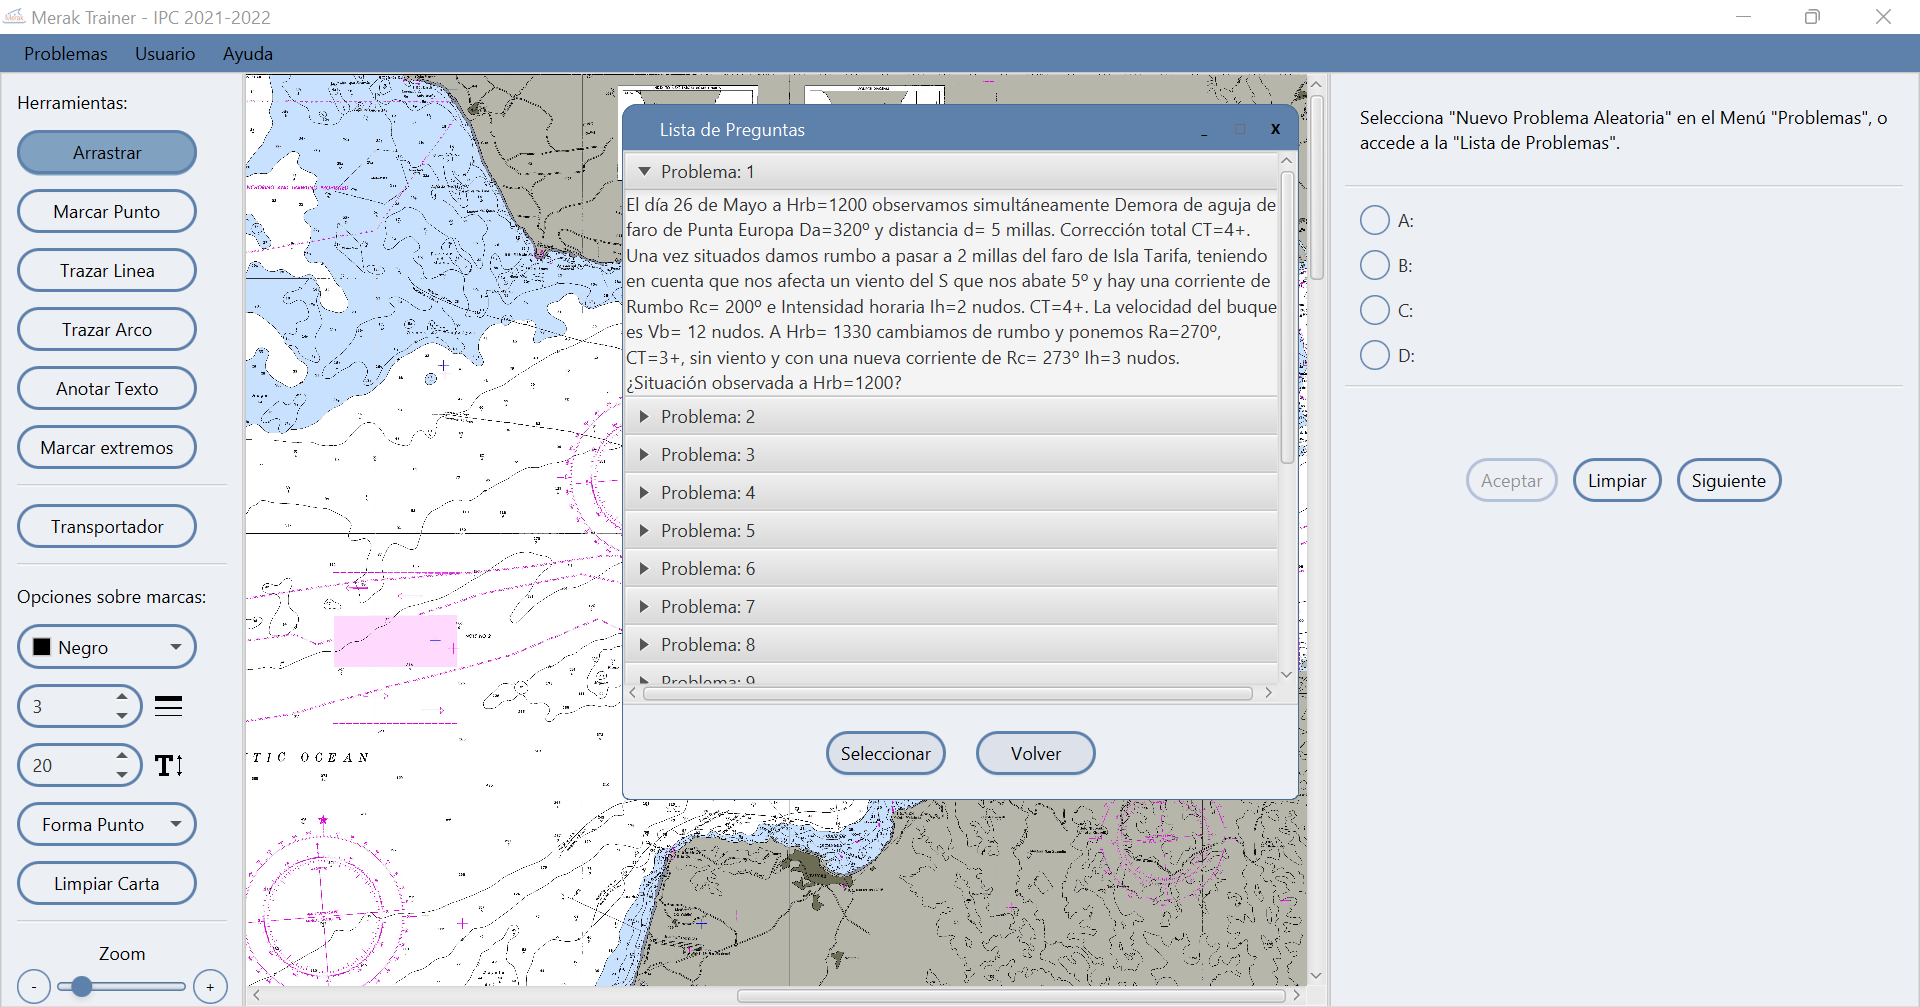 Merak Trainer - IPC 2021-2022
Problemas Usuario Ayuda
Herramientas:
Arrastrar
Marcar Punto
Trazar Linea
Trazar Arco
Anotar Texto
Marcar extremos
Transportador
Opciones sobre marcas:
Negro
3
20
Forma Punto
Limpiar Carta
Zoom
- +
TIC OCEAN
Lista de Preguntas
Problema: 1
El día 26 de Mayo a Hrb=1200 observamos simultáneamente Demora de aguja de
faro de Punta Europa Da=320º y distancia d= 5 millas. Corrección total CT=4+.
Una vez situados damos rumbo a pasar a 2 millas del faro de Isla Tarifa, teniendo
en cuenta que nos afecta un viento del S que nos abate 5º y hay una corriente de
Rumbo Rc= 200º e Intensidad horaria Ih=2 nudos. CT=4+. La velocidad del buque
es Vb= 12 nudos. A Hrb= 1330 cambiamos de rumbo y ponemos Ra=270º,
CT=3+, sin viento y con una nueva corriente de Rc= 273º Ih=3 nudos.
¿Situación observada a Hrb=1200?
Problema: 2
Problema: 3
Problema: 4
Problema: 5
Problema: 6
Problema: 7
Problema: 8
Problema: 9
Seleccionar Volver
Selecciona "Nuevo Problema Aleatoria" en el Menú "Problemas", o
accede a la "Lista de Problemas".
A:
B:
C:
D:
Aceptar Limpiar Siguiente